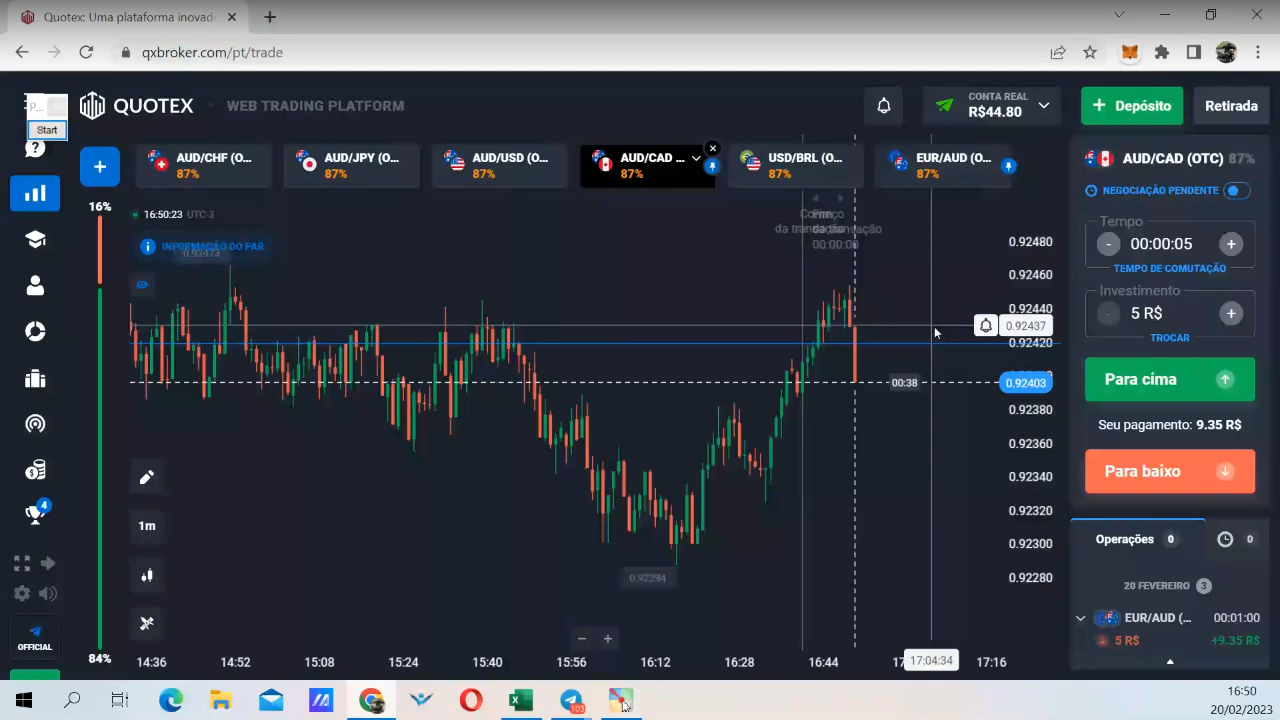 Quotex: Uma plataforma inovad
qxbroker.com/pt/trade
P...
Start
QUOTEX
WEB TRADING PLATFORM
CONTA REAL
R$44.80
Depósito
Retirada
AUD/CHF (O...
87%
AUD/JPY (O...
87%
AUD/USD (O...
87%
AUD/CAD ...
87%
USD/BRL (O...
87%
EUR/AUD (O...
87%
AUD/CAD (OTC) 87%
NEGOCIAÇÃO PENDENTE
16%
16:50:23 UTC-3
INFORMAÇÃO DO PAR
0.92473
da transação
00:00:00
Tempo
- 00:00:05 +
TEMPO DE COMUTAÇÃO
Investimento
- 5 R$ +
TROCAR
Para cima
Seu pagamento: 9.35 R$
Para baixo
0.92480
0.92460
0.92440
0.92437
0.92420
00:38
0.92403
0.92380
0.92360
0.92340
0.92320
0.92300
0.92280
0.92294
1m
4
OFFICIAL
84%
14:36
14:52
15:08
15:24
15:40
15:56
16:12
16:28
16:44
17:04:34
17:16
Operações 0
0
20 FEVEREIRO 3
EUR/AUD (... 00:01:00
5 R$ +9.35 R$
103
16:50
20/02/2023